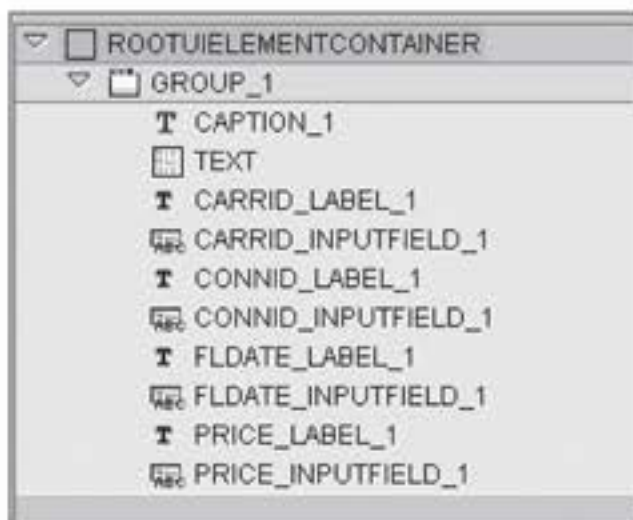 ROOTUIELEMENTCONTAINER
GROUP_1
CAPTION_1
TEXT
CARRID_LABEL_1
CARRID_INPUTFIELD_1
CONNID_LABEL_1
CONNID_INPUTFIELD_1
FLDATE_LABEL_1
FLDATE_INPUTFIELD_1
PRICE_LABEL_1
PRICE_INPUTFIELD_1